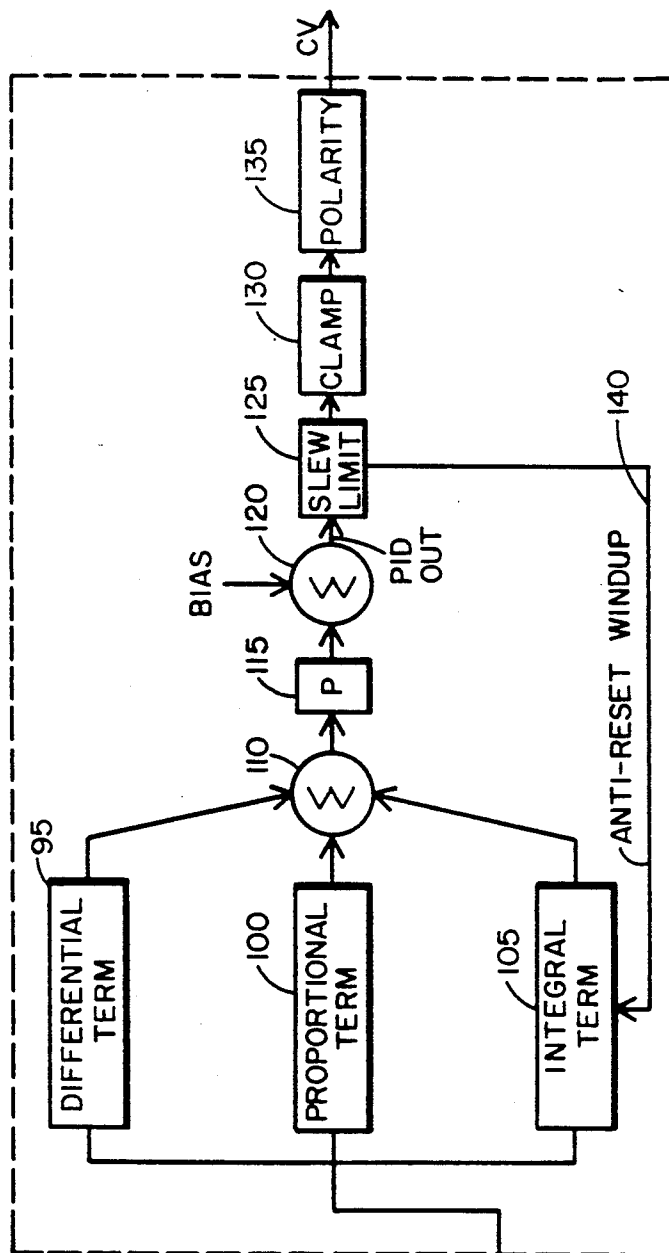 95
DIFFERENTIAL
TERM
100
PROPORTIONAL
TERM
105
INTEGRAL
TERM
110
Σ
115
P
BIAS
120
Σ
PID
OUT
125
SLEW
LIMIT
130
CLAMP
135
POLARITY
CV
ANTI-RESET WINDUP
140